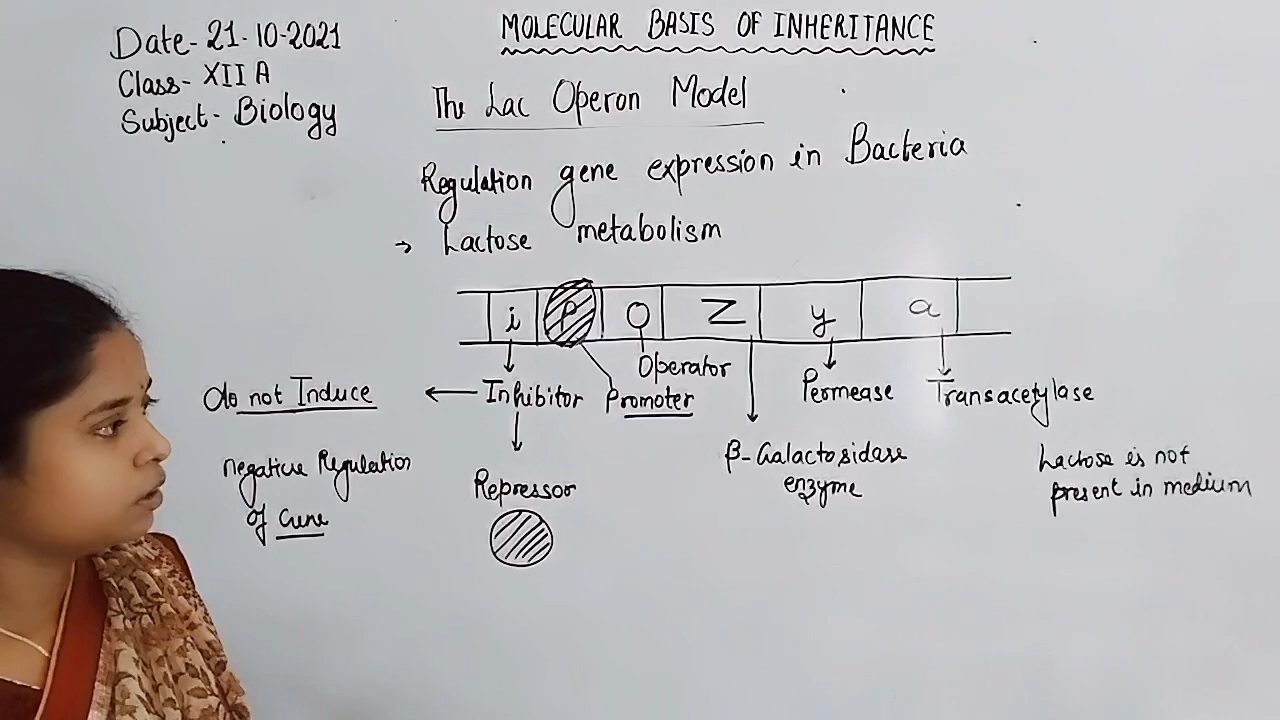 MOLECULAR BASIS OF INHERITANCE
Date- 21-10-2021
Class- XII A
Subject- Biology
The Lac Operon Model
Regulation gene expression in Bacteria
→ Lactose metabolism
i P O Z y a
Operator
do not Induce ← Inhibitor Promoter Permease Transacetylase
negative Regulation
of Gene
Repressor
β-Galactosidase
enzyme
Lactose is not
present in medium